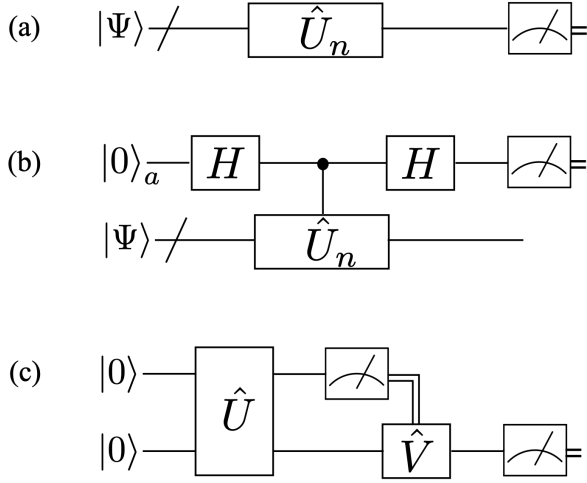 (a) |Ψ⟩ Û_n
(b) |0⟩_a H H
|Ψ⟩ Û_n
(c) |0⟩ Û
|0⟩ V̂